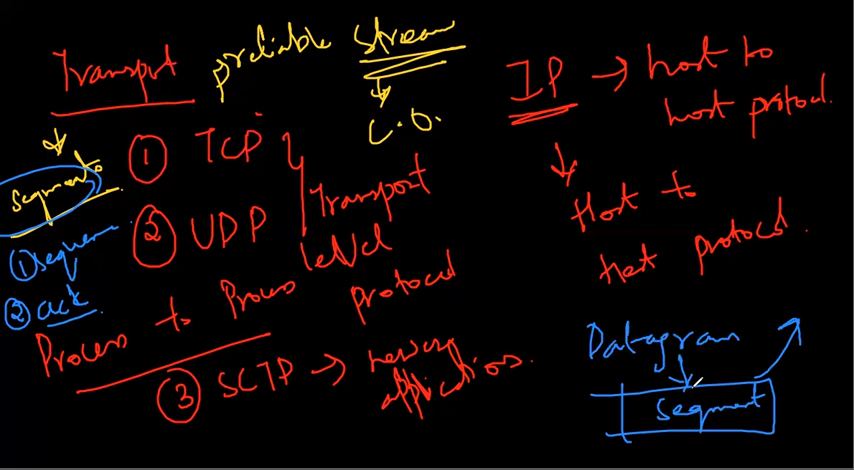 Transport
reliable stream
C.O.
segments
① sequence
② ack
① TCP
② UDP
Transport
level
protocol
Process to Process
③ SCTP → newer
applications.
IP → host to
host protocol.
Host to
Net protocol.
Datagram
segment